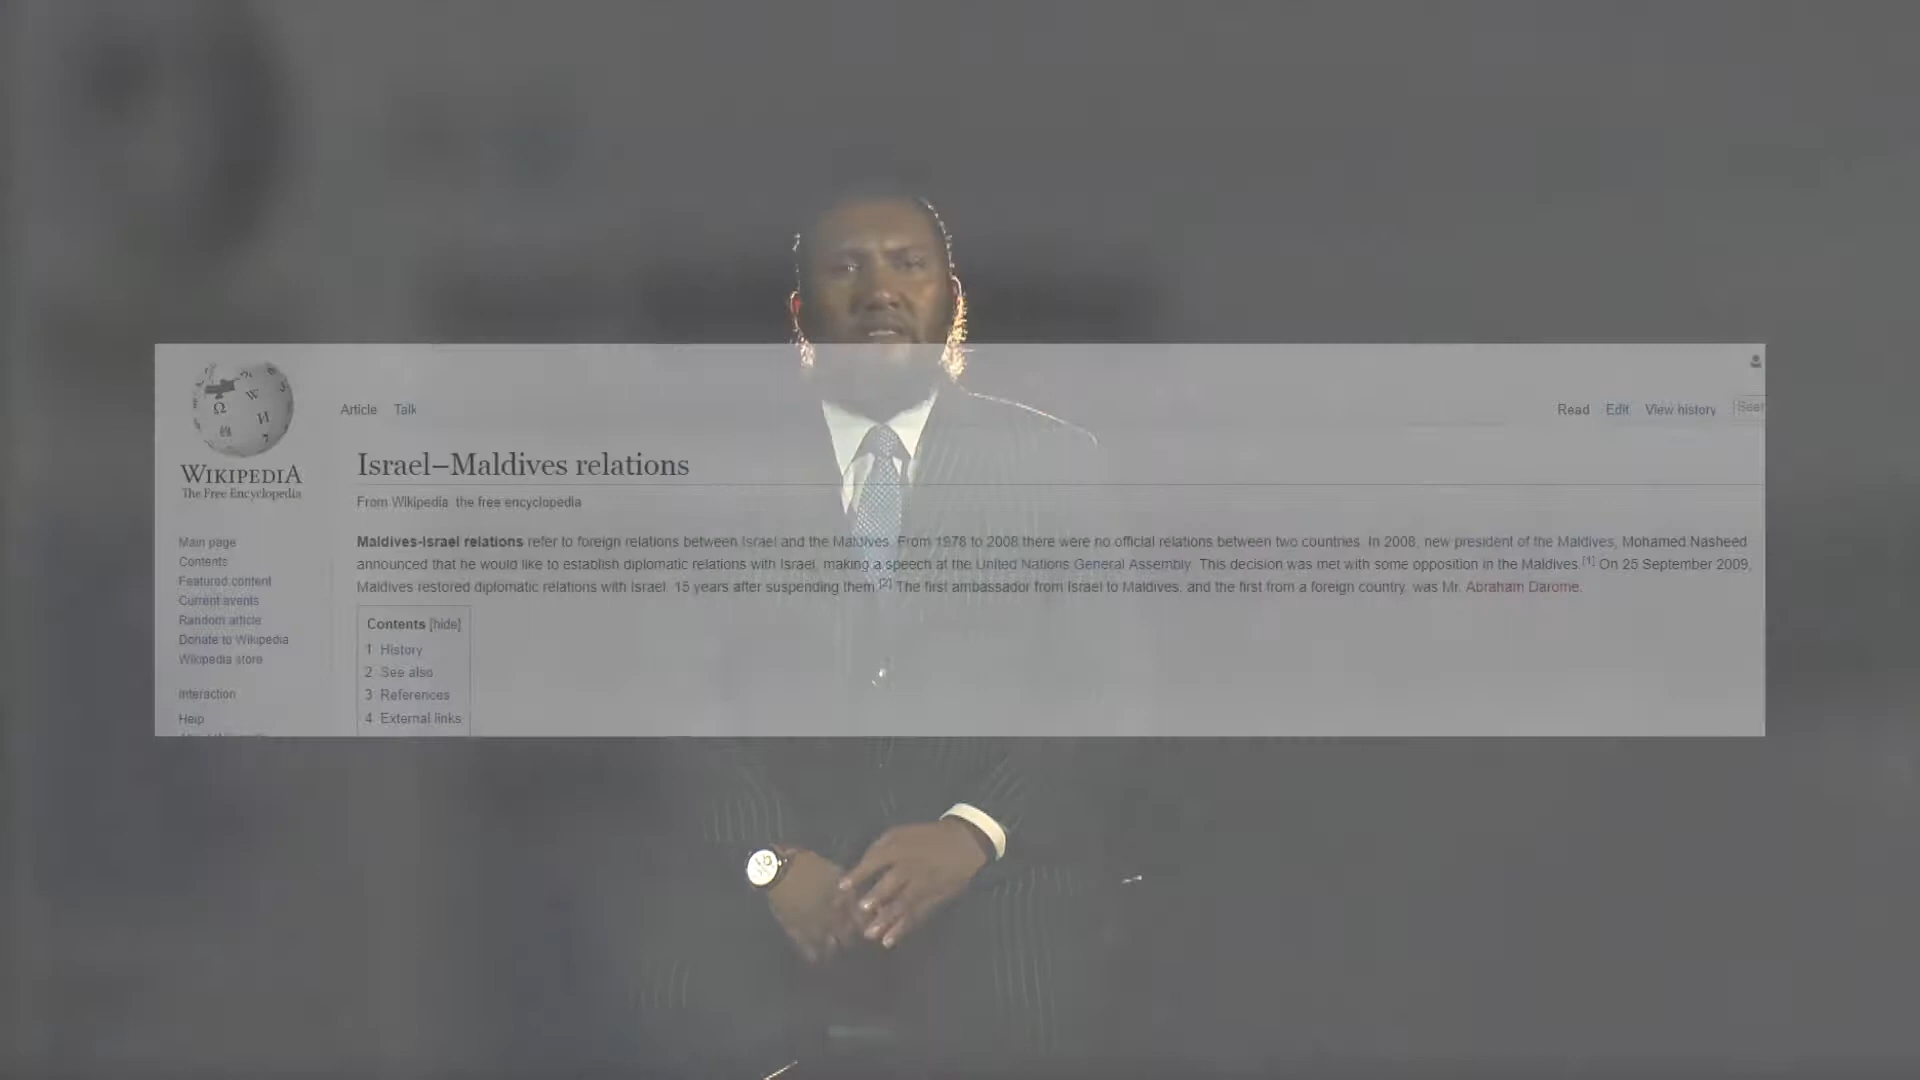 Article Talk
Read Edit View history Sear
WIKIPEDIA
The Free Encyclopedia
Israel–Maldives relations
From Wikipedia the free encyclopedia
Maldives-Israel relations refer to foreign relations between Israel and the Maldives. From 1978 to 2008 there were no official relations between two countries. In 2008, new president of the Maldives, Mohamed Nasheed
announced that he would like to establish diplomatic relations with Israel, making a speech at the United Nations General Assembly. This decision was met with some opposition in the Maldives.[1] On 25 September 2009,
Maldives restored diplomatic relations with Israel, 15 years after suspending them.[2] The first ambassador from Israel to Maldives, and the first from a foreign country, was Mr. Abraham Darome.
Main page
Contents
Featured content
Current events
Random article
Donate to Wikipedia
Wikipedia store
Interaction
Help
Contents [hide]
1 History
2 See also
3 References
4 External links